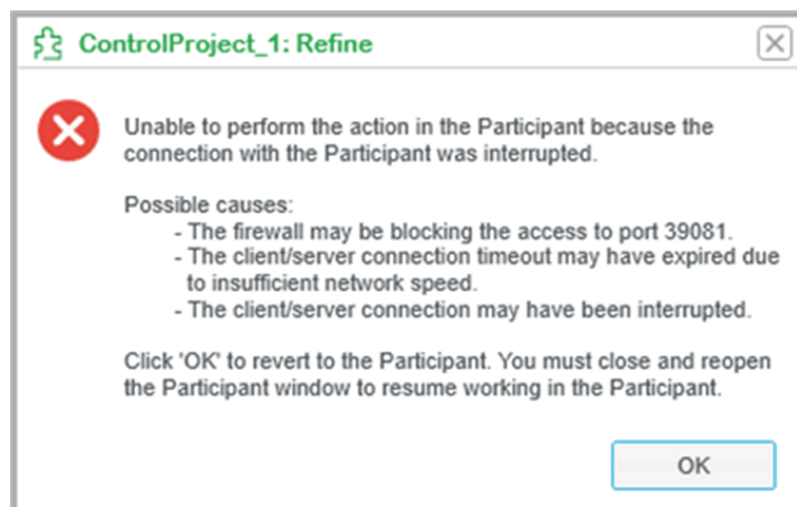 ControlProject_1: Refine
Unable to perform the action in the Participant because the
connection with the Participant was interrupted.
Possible causes:
- The firewall may be blocking the access to port 39081.
- The client/server connection timeout may have expired due
to insufficient network speed.
- The client/server connection may have been interrupted.
Click 'OK' to revert to the Participant. You must close and reopen
the Participant window to resume working in the Participant.
OK